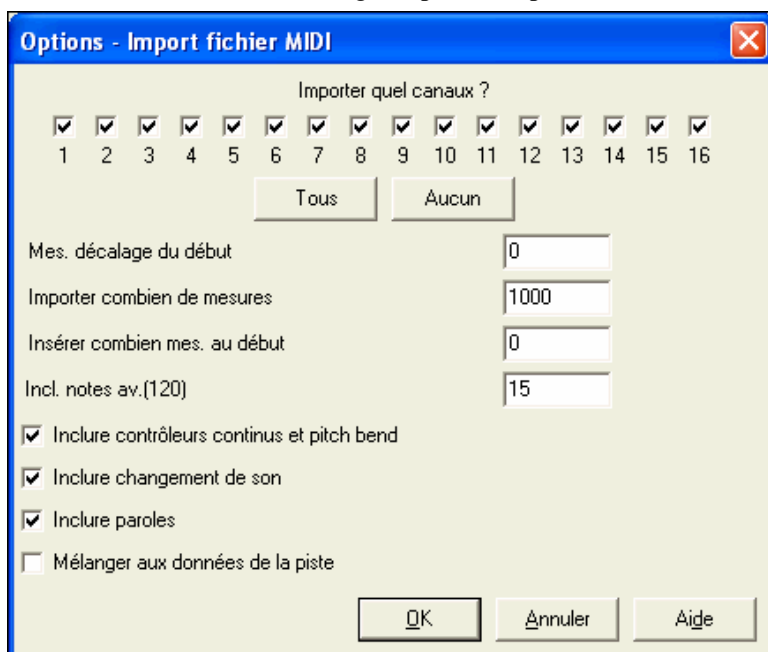 Options - Import fichier MIDI
Importer quel canaux ?
1 2 3 4 5 6 7 8 9 10 11 12 13 14 15 16
Tous Aucun
Mes. décalage du début 0
Importer combien de mesures 1000
Insérer combien mes. au début 0
Incl. notes av.(120) 15
Inclure contrôleurs continus et pitch bend
Inclure changement de son
Inclure paroles
Mélanger aux données de la piste
OK Annuler Aide